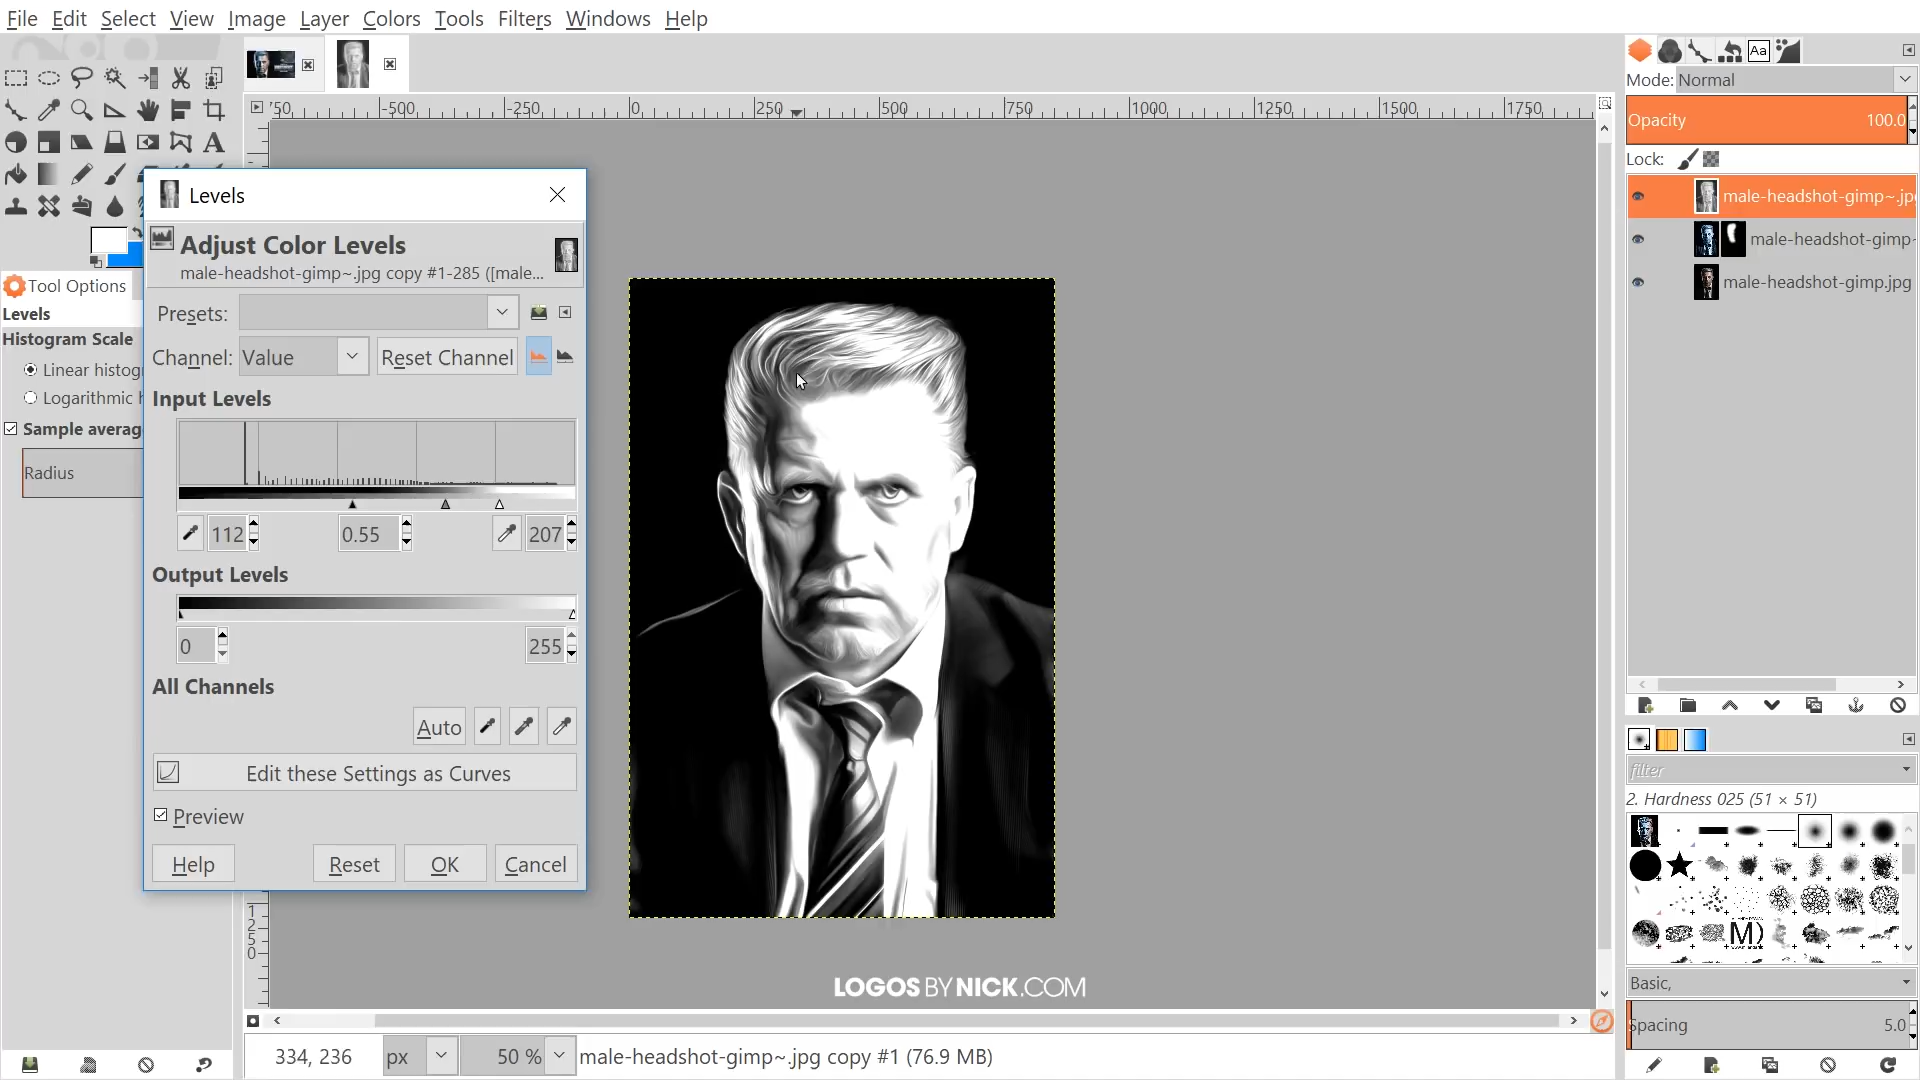 File Edit Select View Image Layer Colors Tools Filters Windows Help
-500 -250 0 250 500 750 1000 1250 1500 1750
Levels
Adjust Color Levels
male-headshot-gimp~.jpg copy #1-285 ([male...
Presets:
Channel: Value Reset Channel
Input Levels
112 0.55 207
Output Levels
0 255
All Channels
Auto
Edit these Settings as Curves
Preview
Help Reset OK Cancel
Tool Options
Levels
Histogram Scale
Linear histog
Logarithmic
Sample averag
Radius
LOGOS BY NICK.COM
334, 236 px 50 % male-headshot-gimp~.jpg copy #1 (76.9 MB)
Aa
Mode: Normal
Opacity 100.0
Lock:
male-headshot-gimp~.jp
male-headshot-gimp
male-headshot-gimp.jpg
filter
2. Hardness 025 (51 × 51)
Basic,
Spacing 5.0